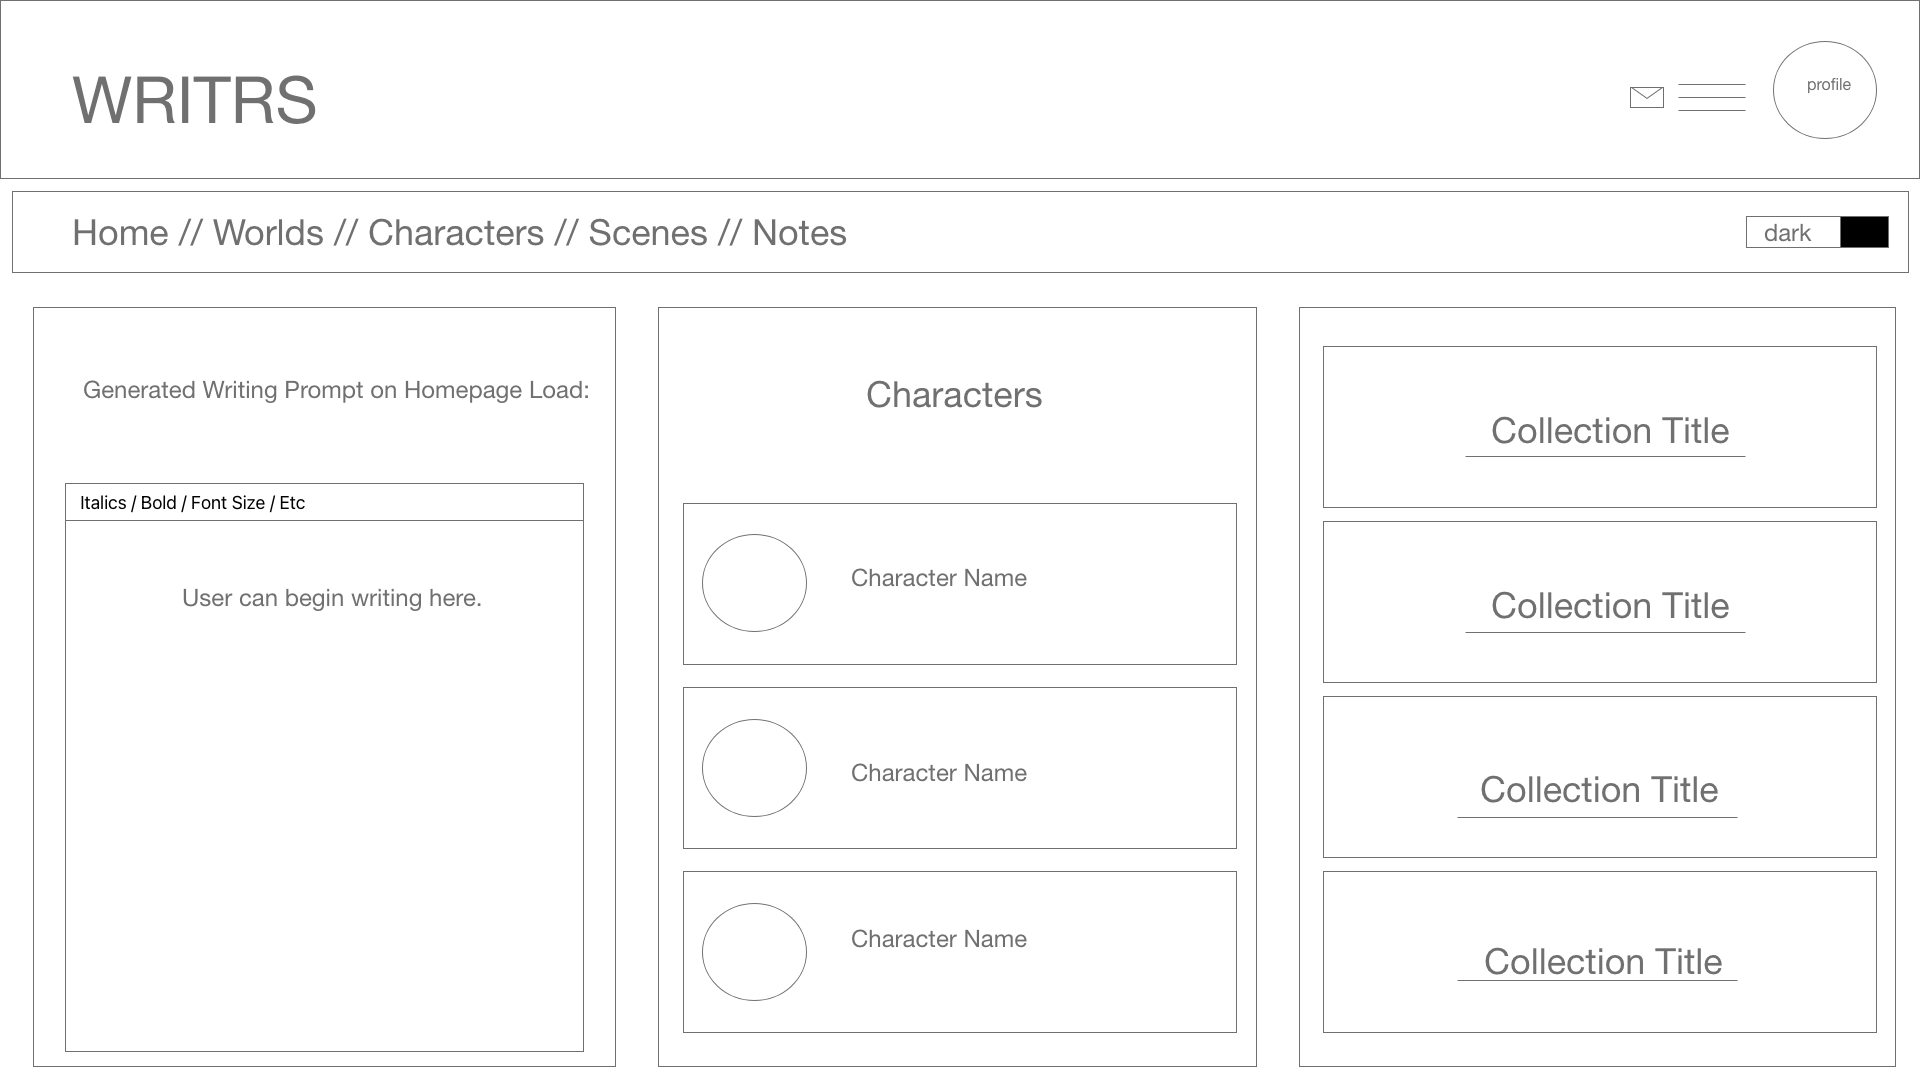 WRITRS
profile
Home // Worlds // Characters // Scenes // Notes
dark
Generated Writing Prompt on Homepage Load:
Italics / Bold / Font Size / Etc
User can begin writing here.
Characters
Character Name
Character Name
Character Name
Collection Title
Collection Title
Collection Title
Collection Title